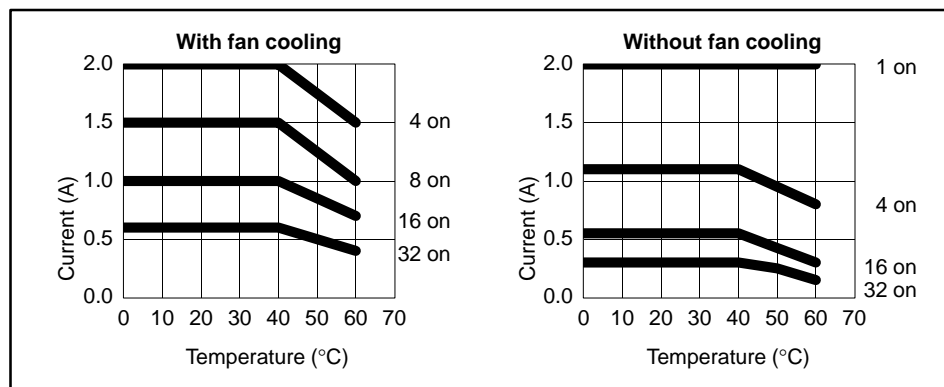 With fan cooling
2.0
1.5
1.0
0.5
0.0
Current (A)
0 10 20 30 40 50 60 70
Temperature (°C)
4 on
8 on
16 on
32 on
Without fan cooling
2.0
1.5
1.0
0.5
0.0
Current (A)
0 10 20 30 40 50 60 70
Temperature (°C)
1 on
4 on
16 on
32 on